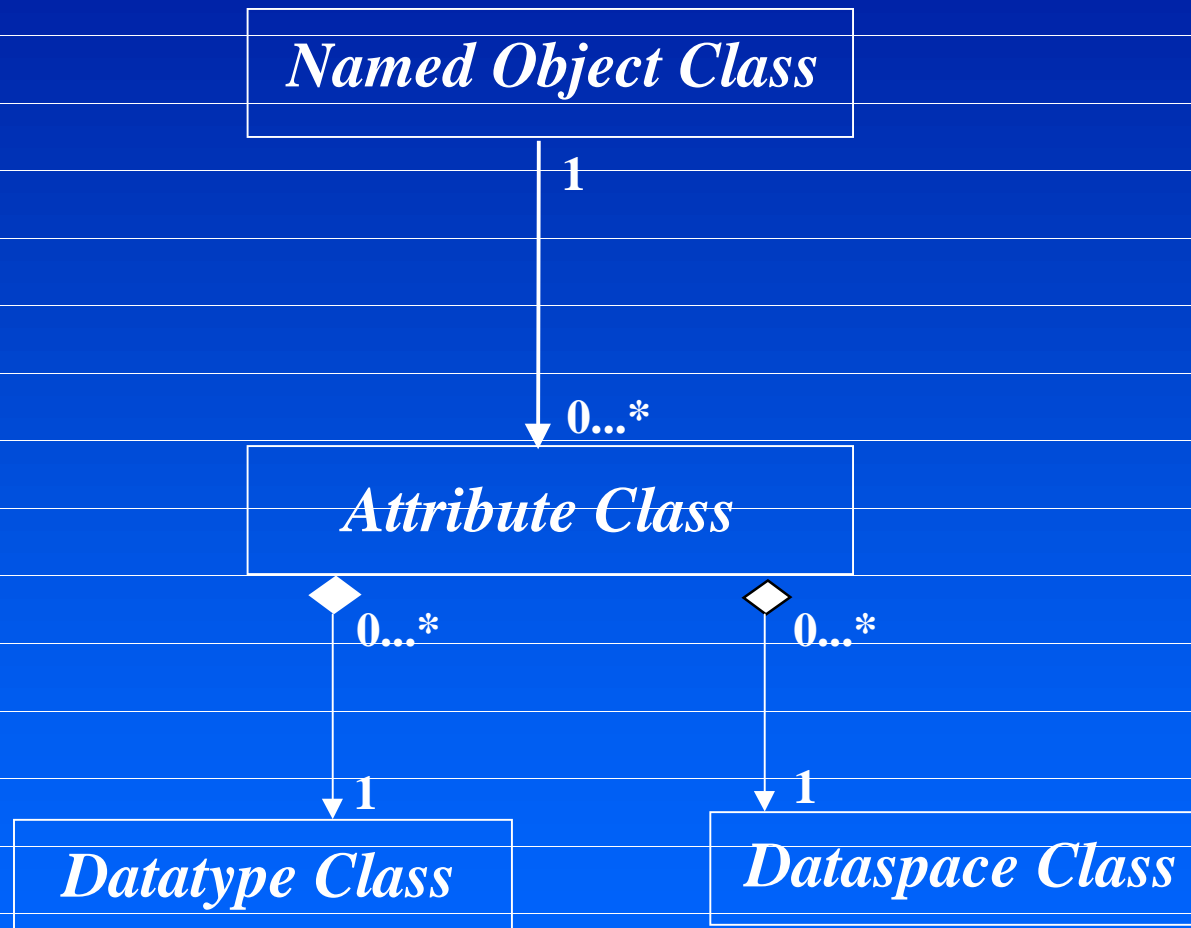 Named Object Class
1
0...*
Attribute Class
0...*
0...*
1
1
Datatype Class
Dataspace Class